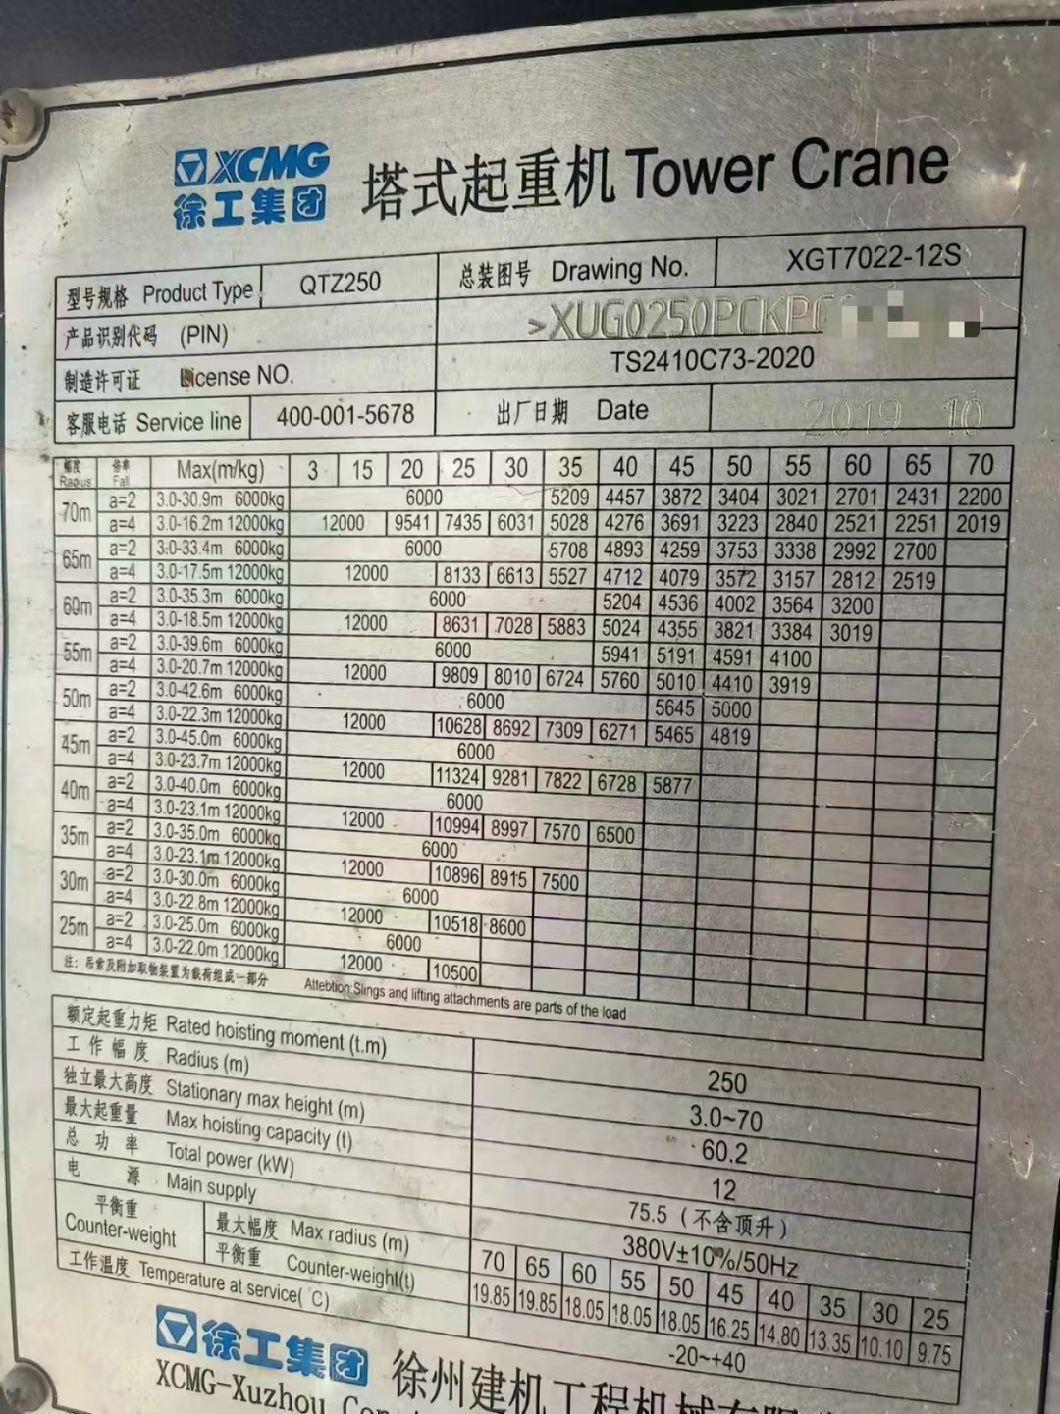 XCMG
徐工集团
塔式起重机 Tower Crane
型号规格 Product Type QTZ250 总装图号 Drawing No. XGT7022-12S
产品识别代码 (PIN) >XUG0250PCKP
制造许可证 License NO. TS2410C73-2020
客服电话 Service line 400-001-5678 出厂日期 Date 2019 10
幅度 Radius 倍率 Fall Max(m/kg) 3 15 20 25 30 35 40 45 50 55 60 65 70
70m a=2 3.0-30.9m 6000kg 6000 5209 4457 3872 3404 3021 2701 2431 2200
a=4 3.0-16.2m 12000kg 12000 9541 7435 6031 5028 4276 3691 3223 2840 2521 2251 2019
65m a=2 3.0-33.4m 6000kg 6000 5708 4893 4259 3753 3338 2992 2700
a=4 3.0-17.5m 12000kg 12000 8133 6613 5527 4712 4079 3572 3157 2812 2519
60m a=2 3.0-35.3m 6000kg 6000 5204 4536 4002 3564 3200
a=4 3.0-18.5m 12000kg 12000 8631 7028 5883 5024 4355 3821 3384 3019
55m a=2 3.0-39.6m 6000kg 6000 5941 5191 4591 4100
a=4 3.0-20.7m 12000kg 12000 9809 8010 6724 5760 5010 4410 3919
50m a=2 3.0-42.6m 6000kg 6000 5645 5000
a=4 3.0-22.3m 12000kg 12000 10628 8692 7309 6271 5465 4819
45m a=2 3.0-45.0m 6000kg 6000
a=4 3.0-23.7m 12000kg 12000 11324 9281 7822 6728 5877
40m a=2 3.0-40.0m 6000kg 6000
a=4 3.0-23.1m 12000kg 12000 10994 8997 7570 6500
35m a=2 3.0-35.0m 6000kg 6000
a=4 3.0-23.1m 12000kg 12000 10896 8915 7500
30m a=2 3.0-30.0m 6000kg 6000
a=4 3.0-22.8m 12000kg 12000 10518 8600
25m a=2 3.0-25.0m 6000kg 6000
a=4 3.0-22.0m 12000kg 12000 10500
注：吊索及附加取物装置为载荷组成一部分 Attebtion:Slings and lifting attachments are parts of the load
额定起重力矩 Rated hoisting moment (t.m) 250
工作幅度 Radius (m) 3.0~70
独立最大高度 Stationary max height (m) 60.2
最大起重量 Max hoisting capacity (t) 12
总功率 Total power (kW) 75.5（不含顶升）
电源 Main supply 380V±10%/50Hz
平衡重 Counter-weight 最大幅度 Max radius (m) 70 65 60 55 50 45 40 35 30 25
平衡重 Counter-weight(t) 19.85 19.85 18.05 18.05 18.05 16.25 14.80 13.35 10.10 9.75
工作温度 Temperature at service(℃) -20~+40
徐工集团 徐州建机工程机械有限
XCMG-Xuzhou